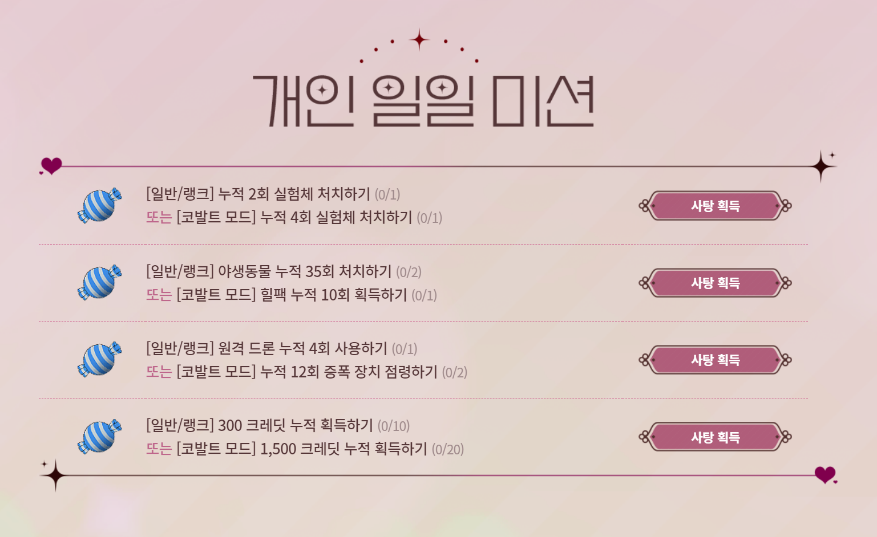 개인 일일 미션
[일반/랭크] 누적 2회 실험체 처치하기 (0/1)
또는 [코발트 모드] 누적 4회 실험체 처치하기 (0/1)
사탕 획득
[일반/랭크] 야생동물 누적 35회 처치하기 (0/2)
또는 [코발트 모드] 힐팩 누적 10회 획득하기 (0/1)
사탕 획득
[일반/랭크] 원격 드론 누적 4회 사용하기 (0/1)
또는 [코발트 모드] 누적 12회 증폭 장치 점령하기 (0/2)
사탕 획득
[일반/랭크] 300 크레딧 누적 획득하기 (0/10)
또는 [코발트 모드] 1,500 크레딧 누적 획득하기 (0/20)
사탕 획득